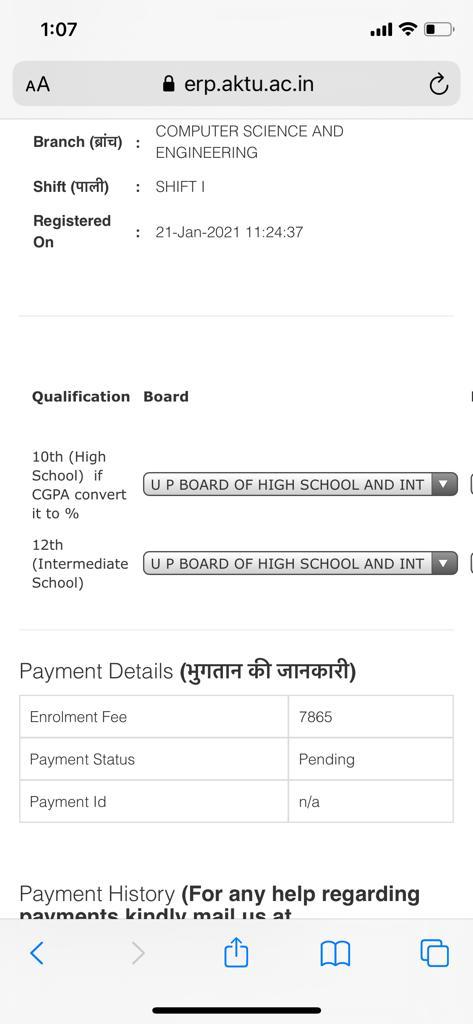 1:07
AA erp.aktu.ac.in
Branch (ब्रांच) : COMPUTER SCIENCE AND
ENGINEERING
Shift (पाली) : SHIFT I
Registered
On : 21-Jan-2021 11:24:37
Qualification Board
10th (High
School) if
CGPA convert
it to %
U P BOARD OF HIGH SCHOOL AND INT
12th
(Intermediate
School)
U P BOARD OF HIGH SCHOOL AND INT
Payment Details (भुगतान की जानकारी)
Enrolment Fee 7865
Payment Status Pending
Payment Id n/a
Payment History (For any help regarding
payments kindly mail us at